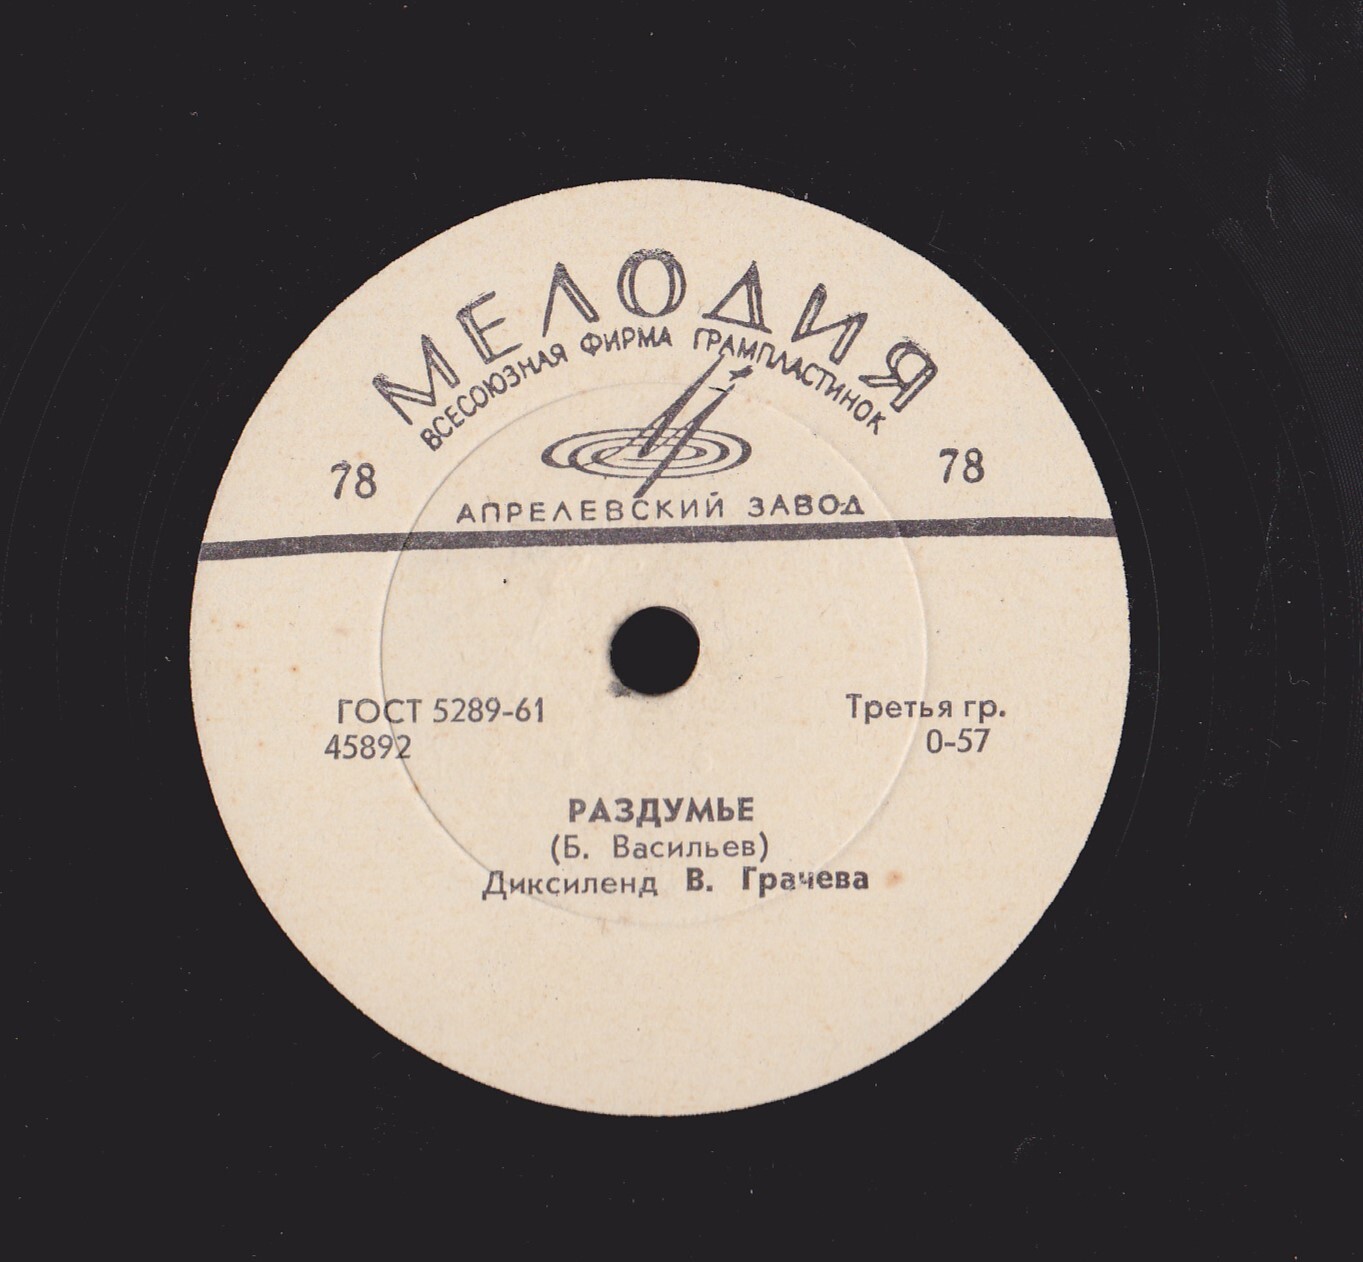 МЕЛОДИЯ
ВСЕСОЮЗНАЯ ФИРМА ГРАМПЛАСТИНОК
78 78
АПРЕЛЕВСКИЙ ЗАВОД
ГОСТ 5289-61 Третья гр.
45892 0-57
РАЗДУМЬЕ
(Б. Васильев)
Диксиленд В. Грачева